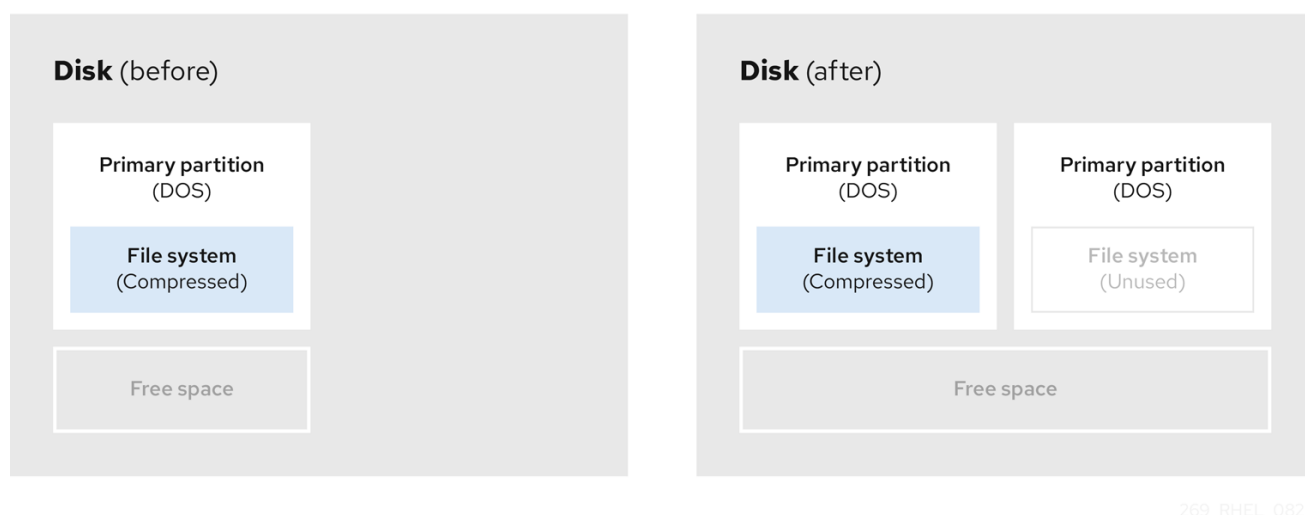 Disk (before)
Primary partition
(DOS)
File system
(Compressed)
Free space
Disk (after)
Primary partition
(DOS)
File system
(Compressed)
Primary partition
(DOS)
File system
(Unused)
Free space
269_RHEL_082